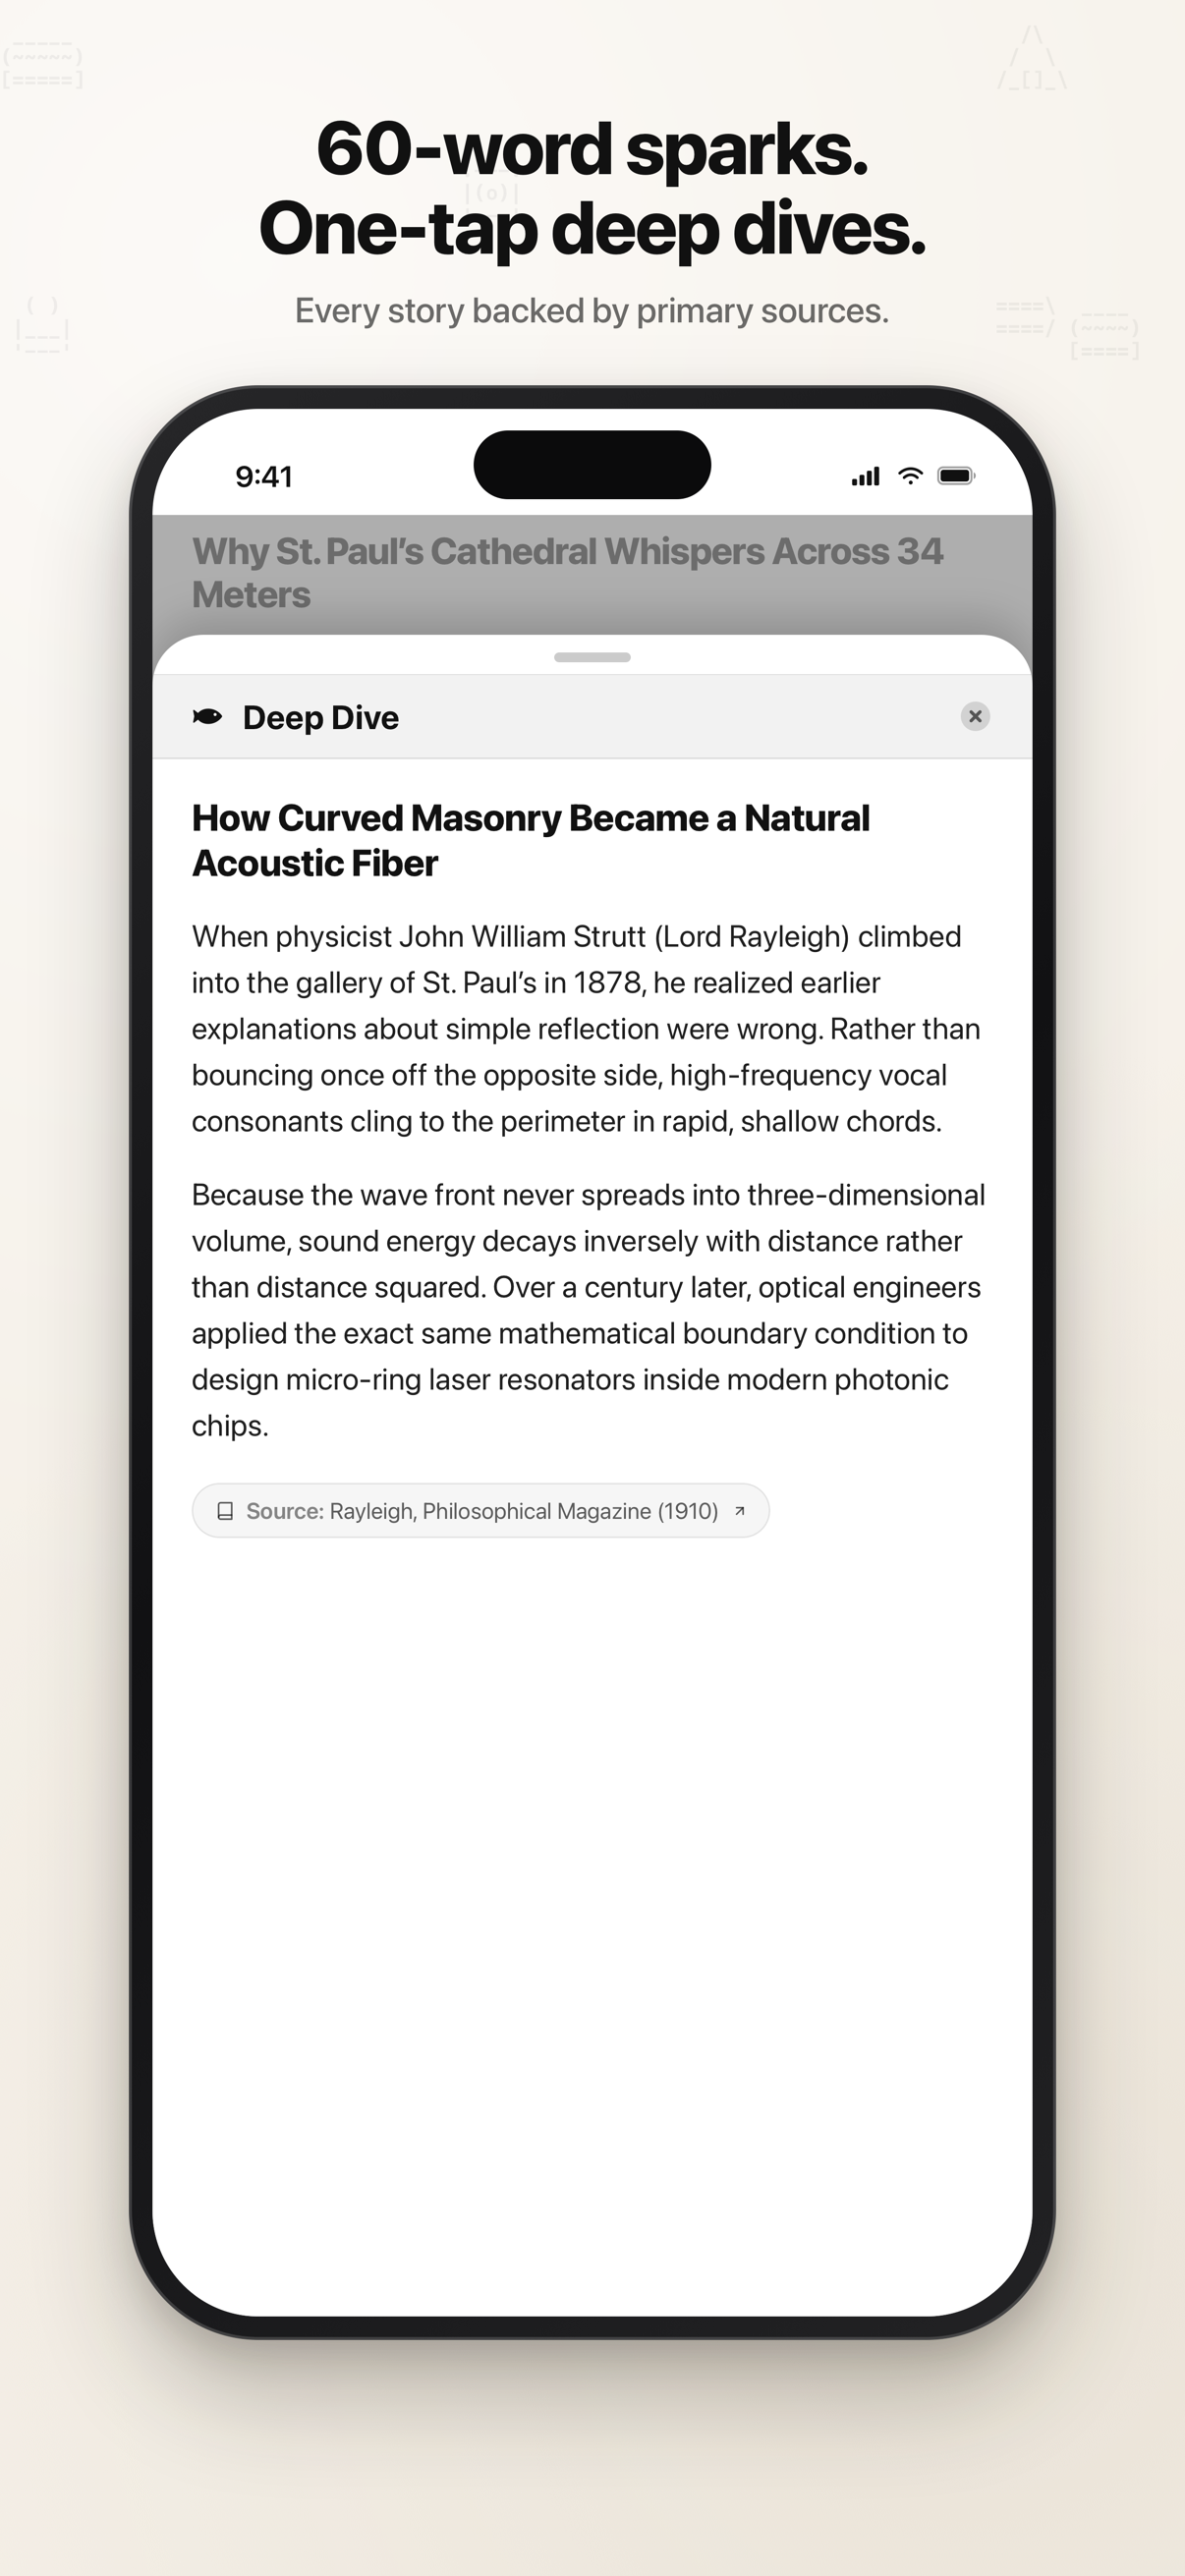 60-word sparks.
One-tap deep dives.
Every story backed by primary sources.
9:41
Why St. Paul’s Cathedral Whispers Across 34
Meters
Deep Dive
How Curved Masonry Became a Natural
Acoustic Fiber
When physicist John William Strutt (Lord Rayleigh) climbed
into the gallery of St. Paul’s in 1878, he realized earlier
explanations about simple reflection were wrong. Rather than
bouncing once off the opposite side, high-frequency vocal
consonants cling to the perimeter in rapid, shallow chords.
Because the wave front never spreads into three-dimensional
volume, sound energy decays inversely with distance rather
than distance squared. Over a century later, optical engineers
applied the exact same mathematical boundary condition to
design micro-ring laser resonators inside modern photonic
chips.
Source: Rayleigh, Philosophical Magazine (1910)